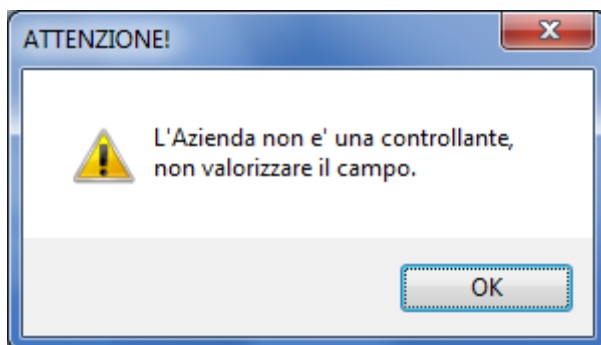 ATTENZIONE!
L'Azienda non e' una controllante,
non valorizzare il campo.
OK